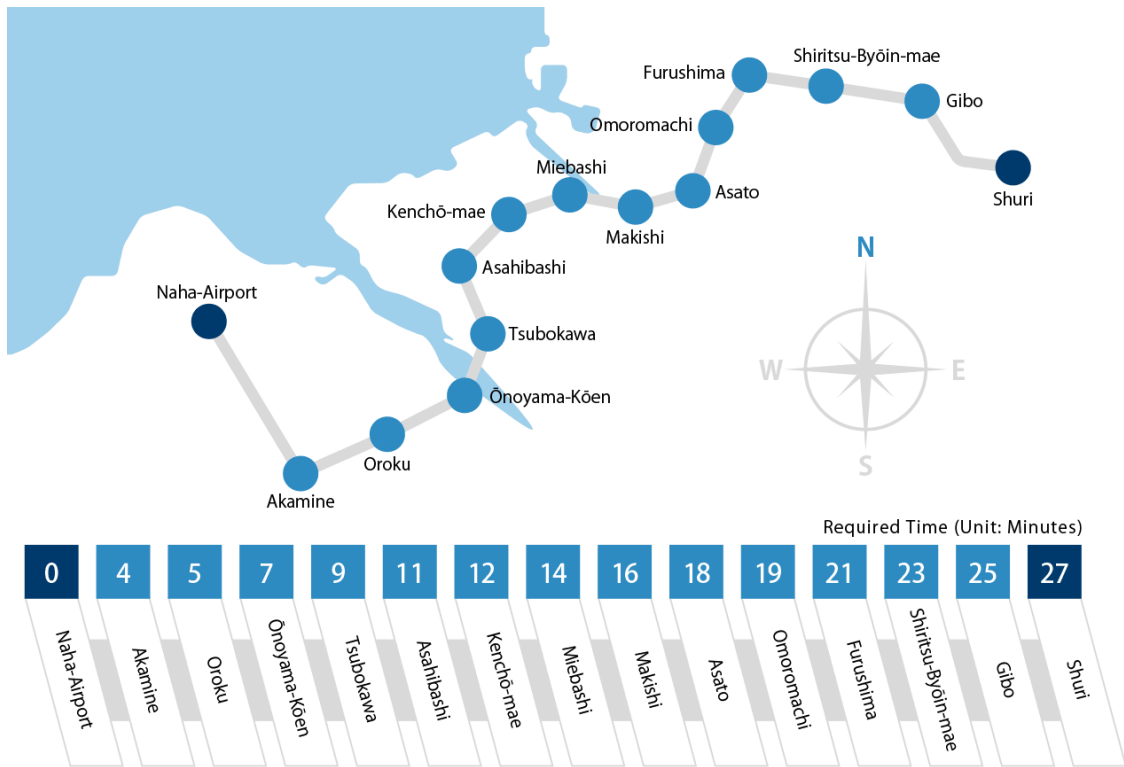 Shiritsu-Byōin-mae
Furushima
Gibo
Omoromachi
Miebashi
Asato
Shuri
Kenchō-mae
Makishi
N
Asahibashi
Naha-Airport
Tsubokawa
W
E
Ōnoyama-Kōen
Oroku
S
Akamine
Required Time (Unit: Minutes)
0 4 5 7 9 11 12 14 16 18 19 21 23 25 27
Naha-Airport
Akamine
Oroku
Ōnoyama-Kōen
Tsubokawa
Asahibashi
Kenchō-mae
Miebashi
Makishi
Asato
Omoromachi
Furushima
Shiritsu-Byōin-mae
Gibo
Shuri